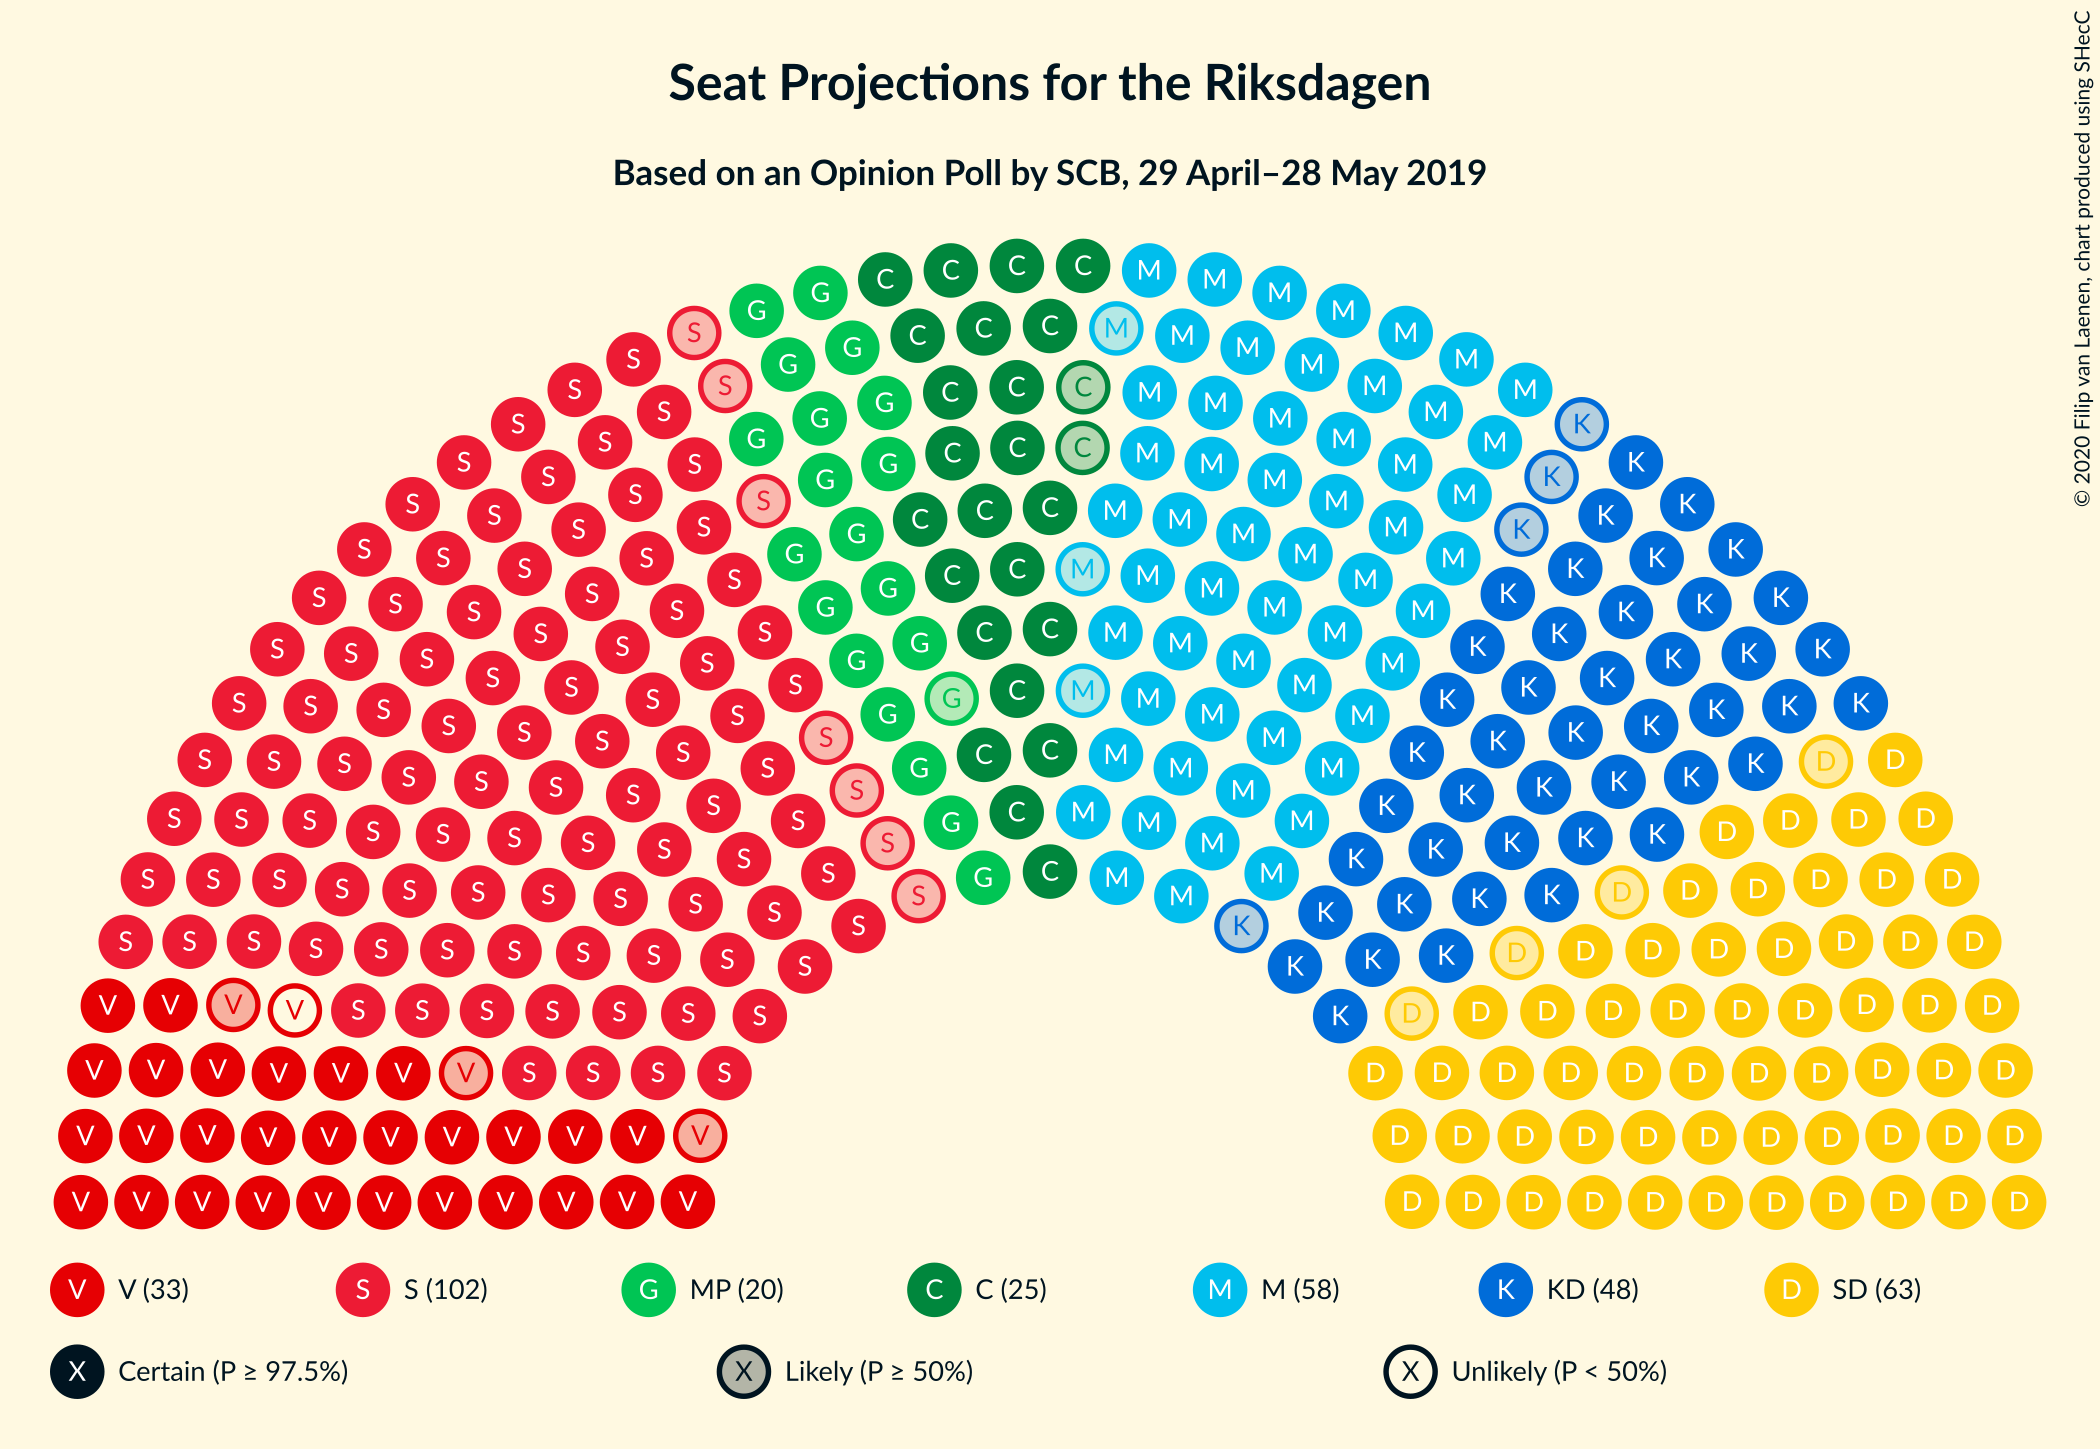 Seat Projections for the Riksdagen
Based on an Opinion Poll by SCB, 29 April–28 May 2019
© 2020 Filip van Laenen, chart produced using SHecC
V V (33) S S (102) G MP (20) C C (25) M M (58) K KD (48) D SD (63)
X Certain (P ≥ 97.5%) X Likely (P ≥ 50%) X Unlikely (P < 50%)